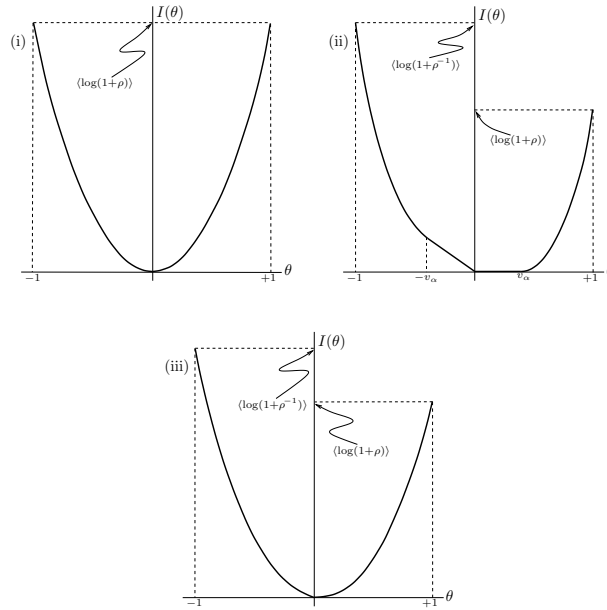 (i)
I(θ)
⟨log(1+ρ)⟩
−1
+1
θ
(ii)
I(θ)
⟨log(1+ρ⁻¹)⟩
⟨log(1+ρ)⟩
−1
−v_α
v_α
+1
(iii)
I(θ)
⟨log(1+ρ⁻¹)⟩
⟨log(1+ρ)⟩
−1
+1
θ